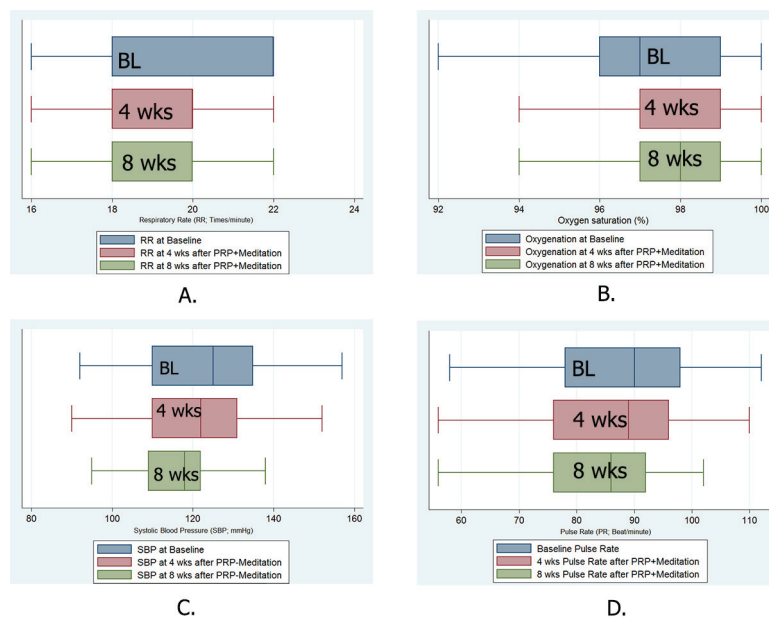 BL
4 wks
8 wks
16 18 20 22 24
Respiratory Rate (RR; Times/minute)
RR at Baseline
RR at 4 wks after PRP+Meditation
RR at 8 wks after PRP+Meditation
A.
BL
4 wks
8 wks
92 94 96 98 100
Oxygen saturation (%)
Oxygenation at Baseline
Oxygenation at 4 wks after PRP+Meditation
Oxygenation at 8 wks after PRP+Meditation
B.
BL
4 wks
8 wks
80 100 120 140 160
Systolic Blood Pressure (SBP; mmHg)
SBP at Baseline
SBP at 4 wks after PRP-Meditation
SBP at 8 wks after PRP-Meditation
C.
BL
4 wks
8 wks
60 70 80 90 100 110
Pulse Rate (PR; Beat/minute)
Baseline Pulse Rate
4 wks Pulse Rate after PRP+Meditation
8 wks Pulse Rate after PRP+Meditation
D.